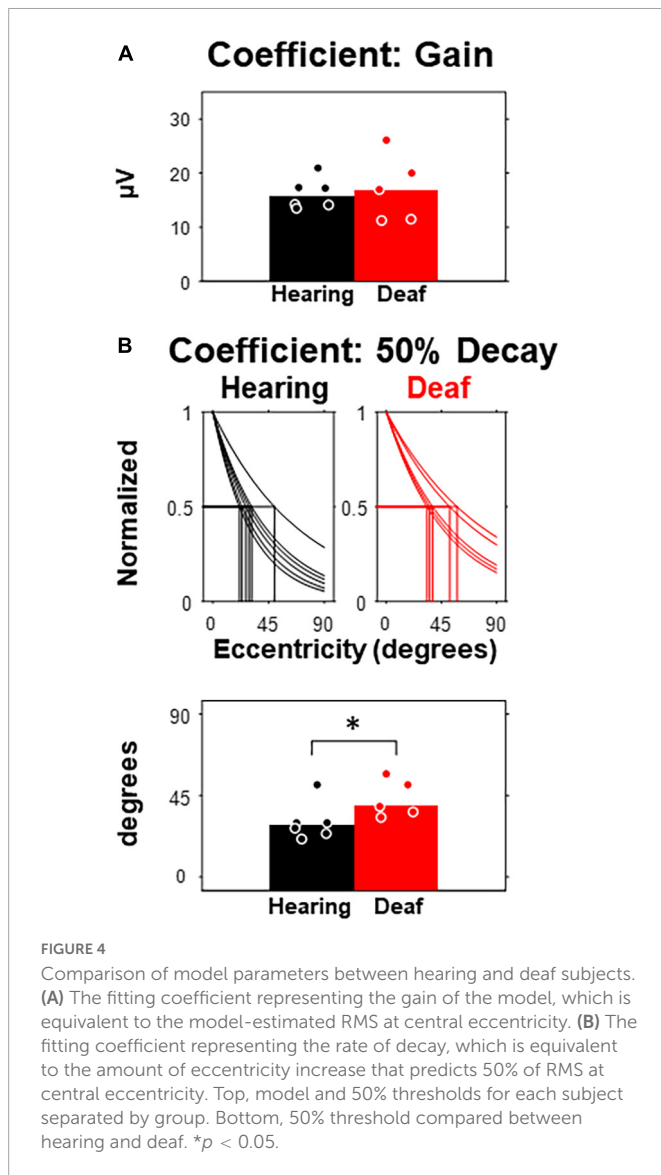 A
Coefficient: Gain
µV
30
20
10
0
Hearing Deaf
B
Coefficient: 50% Decay
Hearing Deaf
Normalized
1
0.5
0
1
0.5
0
0 45 90 0 45 90
Eccentricity (degrees)
degrees
90
45
0
*
Hearing Deaf
FIGURE 4
Comparison of model parameters between hearing and deaf subjects.
(A) The fitting coefficient representing the gain of the model, which is
equivalent to the model-estimated RMS at central eccentricity. (B) The
fitting coefficient representing the rate of decay, which is equivalent
to the amount of eccentricity increase that predicts 50% of RMS at
central eccentricity. Top, model and 50% thresholds for each subject
separated by group. Bottom, 50% threshold compared between
hearing and deaf. *p < 0.05.